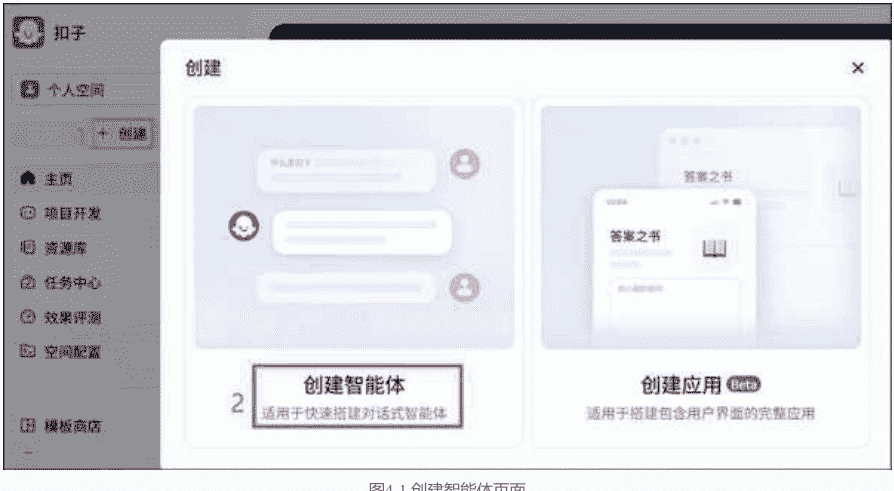 扣子
个人空间
+ 创建
主页
项目开发
资源库
任务中心
效果评测
空间配置
模板商店
创建
答案之书
答案之书
2
创建智能体
适用于快速搭建对话式智能体
创建应用 Beta
适用于搭建包含用户界面的完整应用
图4-1 创建智能体页面